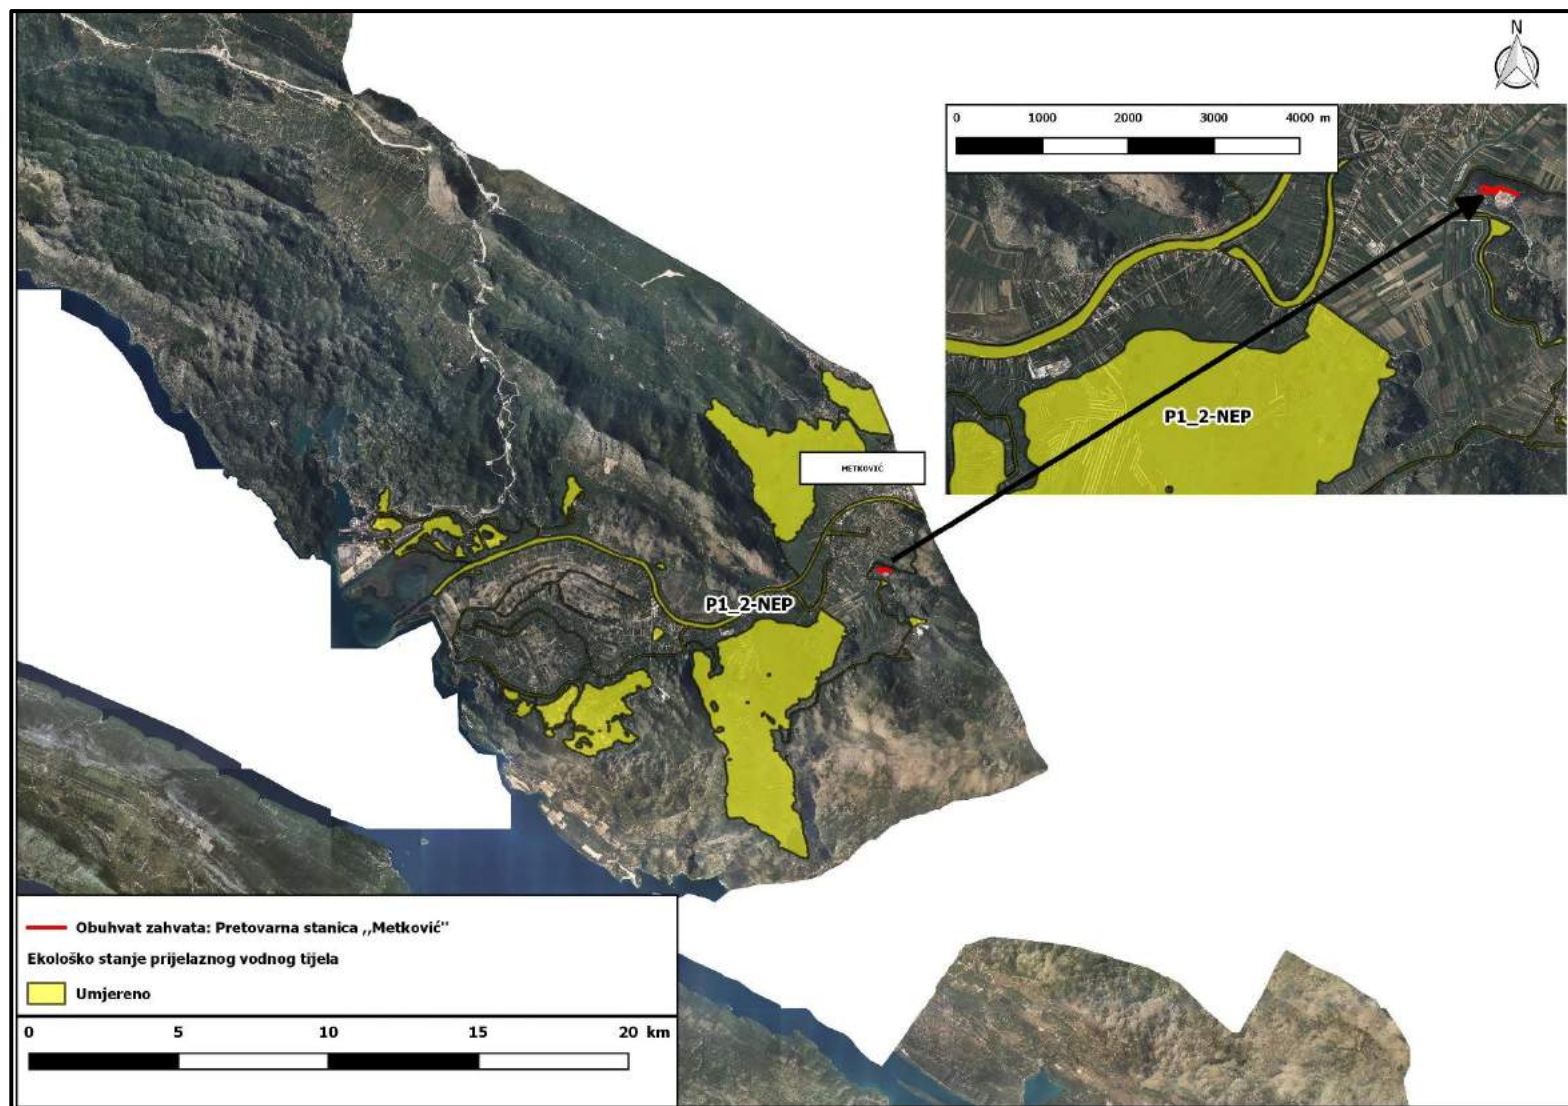 N
0 1000 2000 3000 4000 m
P1_2-NEP
METKOVIĆ
P1_2-NEP
Obuhvat zahvata: Pretovarna stanica ,,Metković"
Ekološko stanje prijelaznog vodnog tijela
Umjereno
0 5 10 15 20 km